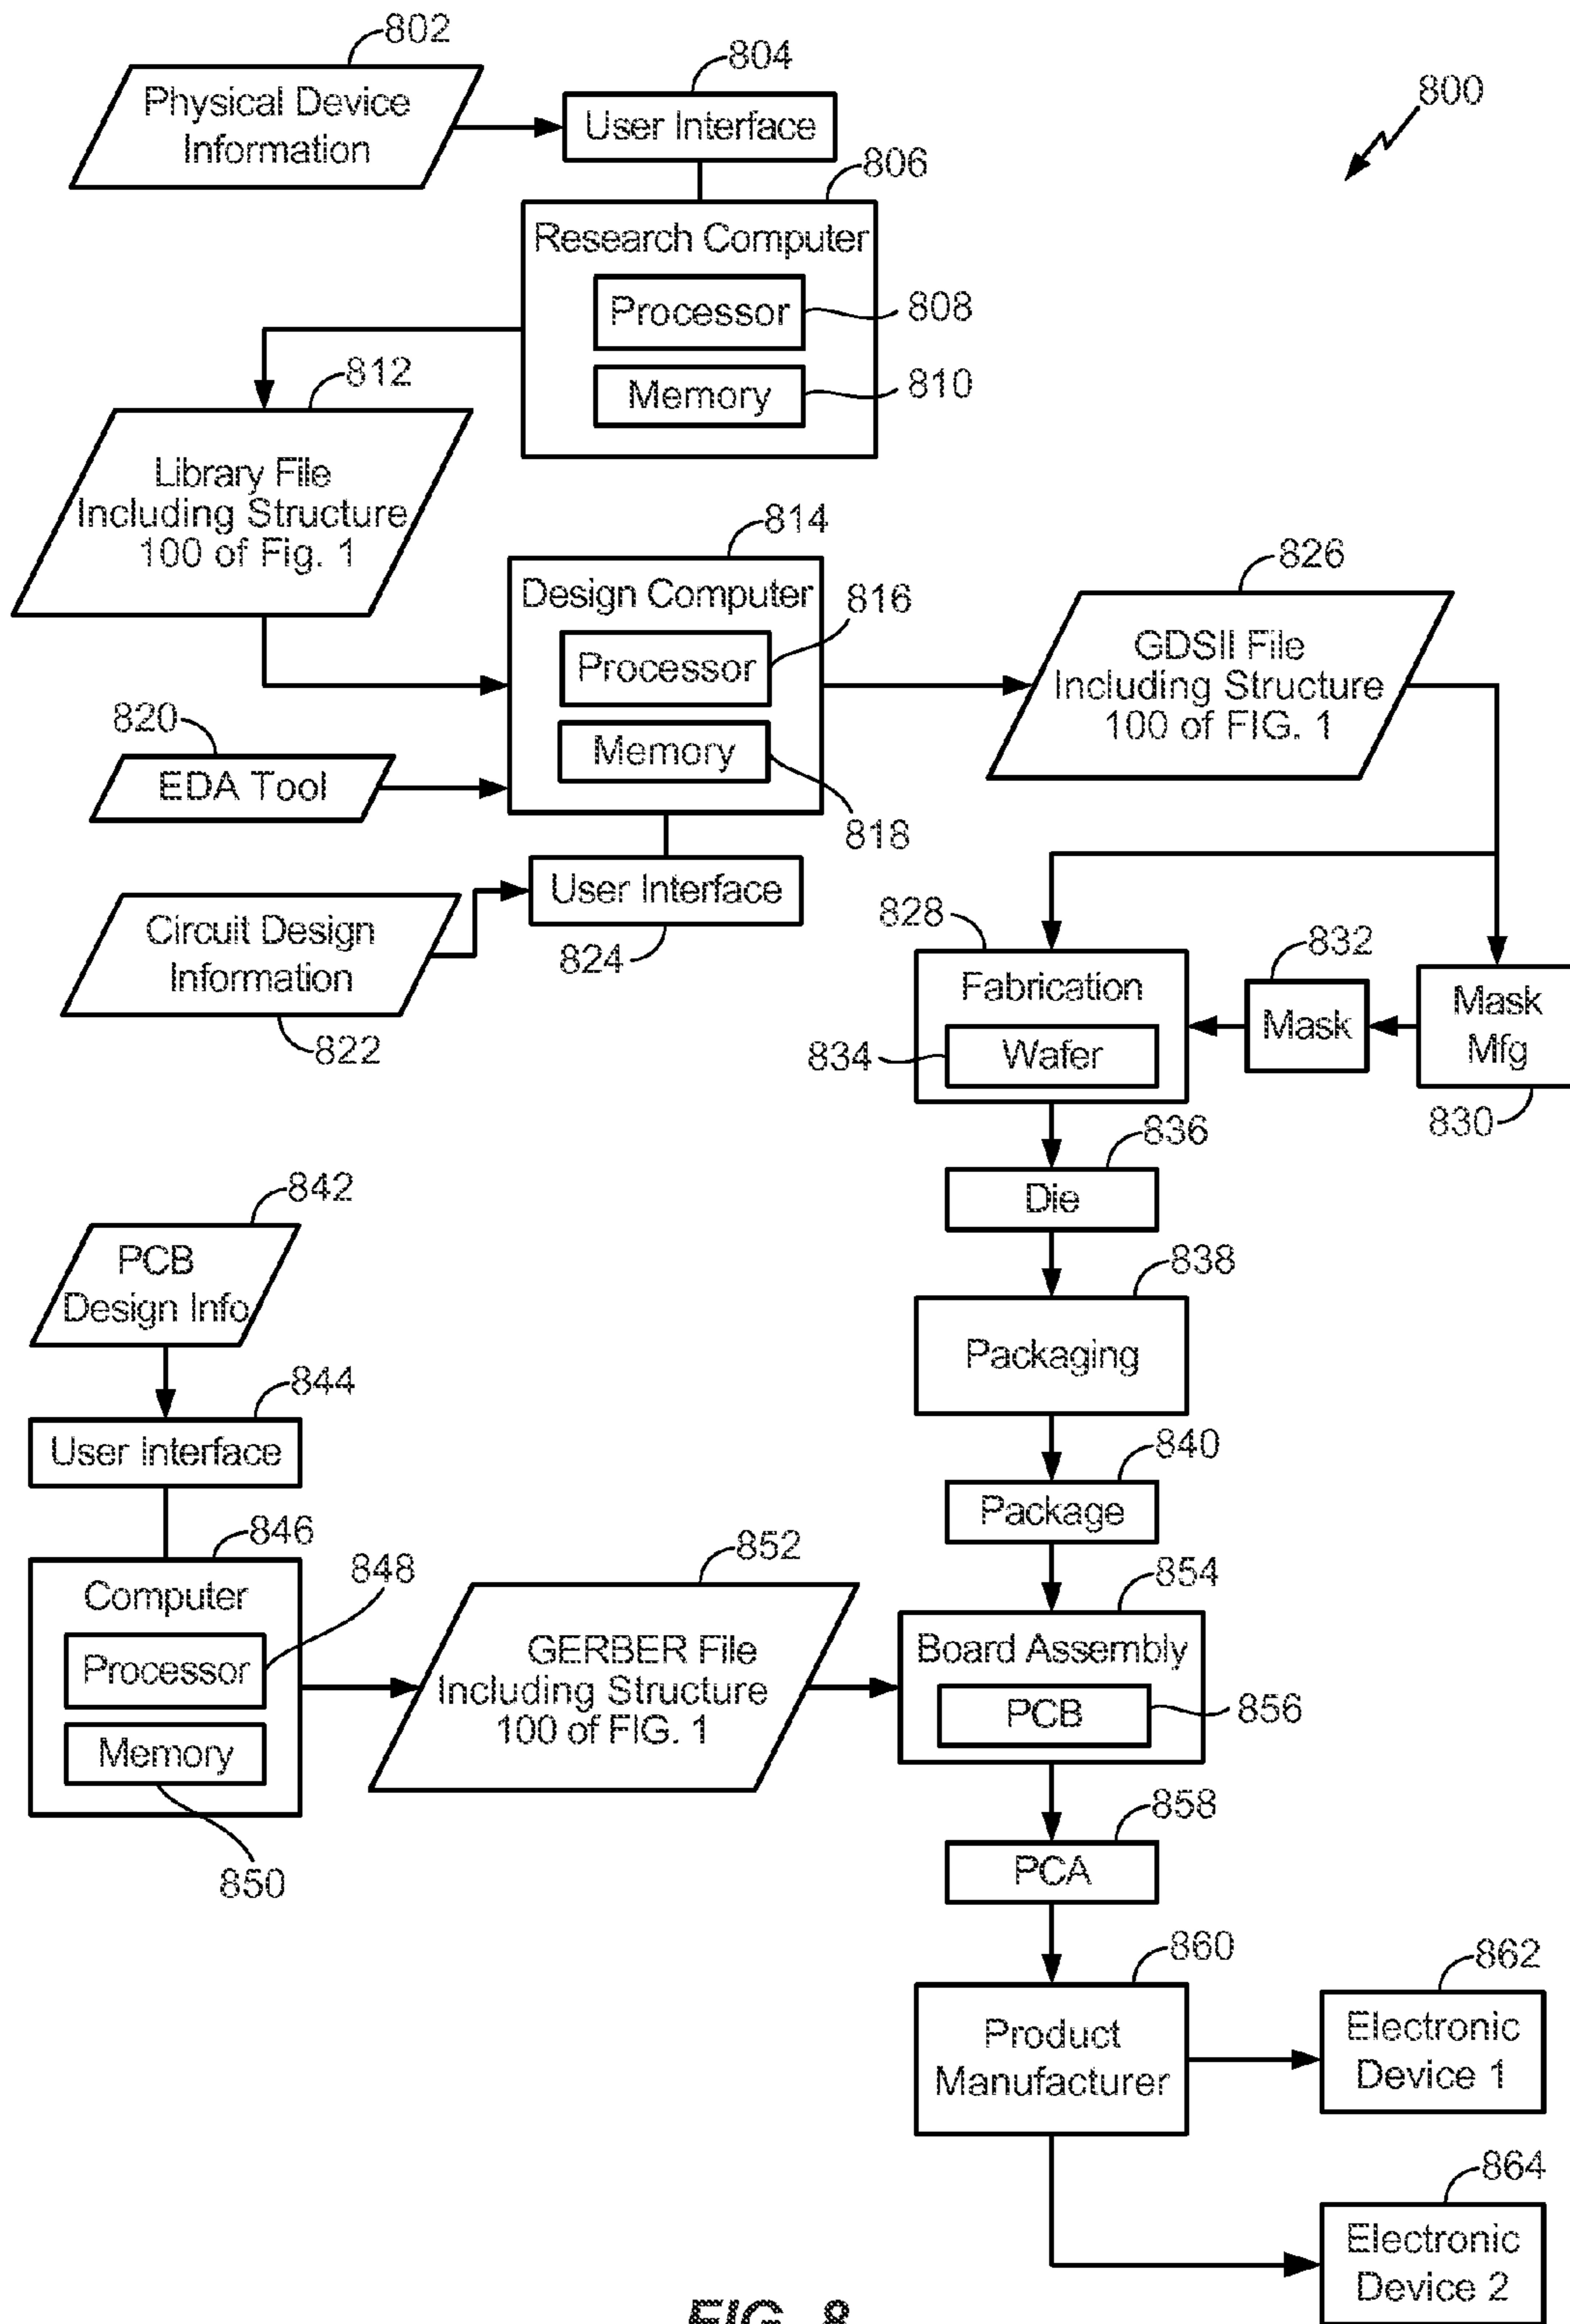 802
Physical Device
Information
804
User Interface
800
806
Research Computer
Processor
808
Memory
810
812
Library File
Including Structure
100 of Fig. 1
814
Design Computer
Processor
816
Memory
818
820
EDA Tool
822
Circuit Design
Information
User Interface
824
826
GDSII File
Including Structure
100 of FIG. 1
828
Fabrication
834
Wafer
832
Mask
Mask
Mfg
830
836
Die
838
Packaging
840
Package
842
PCB
Design Info
844
User Interface
846
Computer
848
Processor
Memory
850
852
GERBER File
Including Structure
100 of FIG. 1
854
Board Assembly
PCB
856
858
PCA
860
Product
Manufacturer
862
Electronic
Device 1
864
Electronic
Device 2
FIG. 8